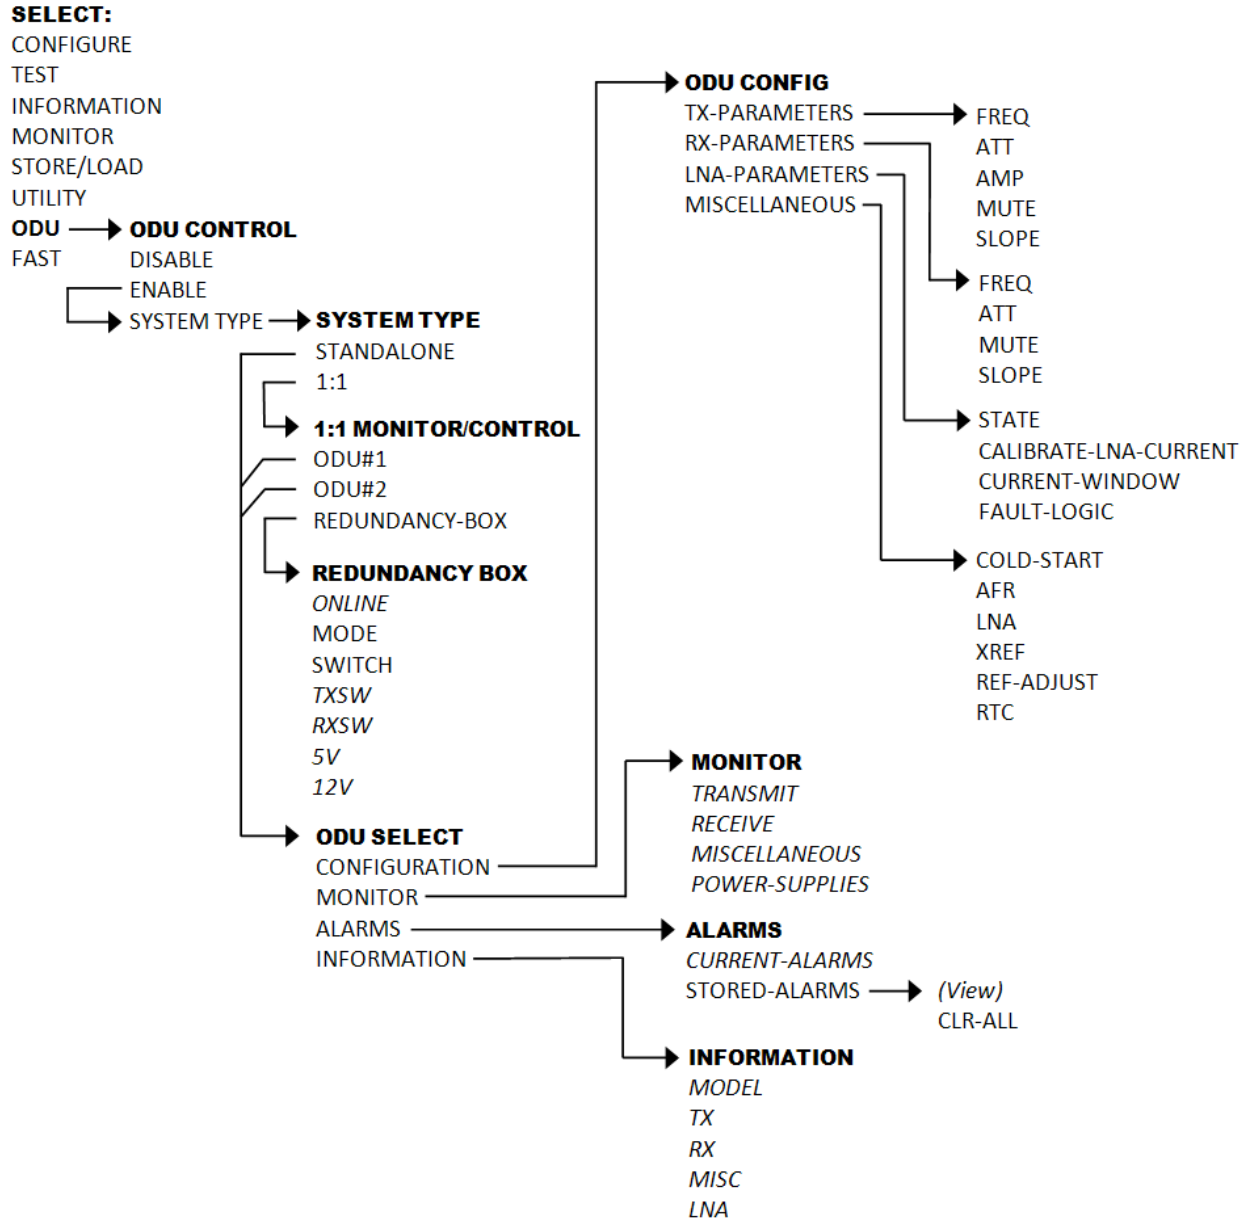 SELECT:
CONFIGURE
TEST
INFORMATION
MONITOR
STORE/LOAD
UTILITY
ODU
FAST
ODU CONTROL
DISABLE
ENABLE
SYSTEM TYPE
SYSTEM TYPE
STANDALONE
1:1
1:1 MONITOR/CONTROL
ODU#1
ODU#2
REDUNDANCY-BOX
REDUNDANCY BOX
ONLINE
MODE
SWITCH
TXSW
RXSW
5V
12V
ODU SELECT
CONFIGURATION
MONITOR
ALARMS
INFORMATION
ODU CONFIG
TX-PARAMETERS
RX-PARAMETERS
LNA-PARAMETERS
MISCELLANEOUS
FREQ
ATT
AMP
MUTE
SLOPE
FREQ
ATT
MUTE
SLOPE
STATE
CALIBRATE-LNA-CURRENT
CURRENT-WINDOW
FAULT-LOGIC
COLD-START
AFR
LNA
XREF
REF-ADJUST
RTC
MONITOR
TRANSMIT
RECEIVE
MISCELLANEOUS
POWER-SUPPLIES
ALARMS
CURRENT-ALARMS
STORED-ALARMS
(View)
CLR-ALL
INFORMATION
MODEL
TX
RX
MISC
LNA